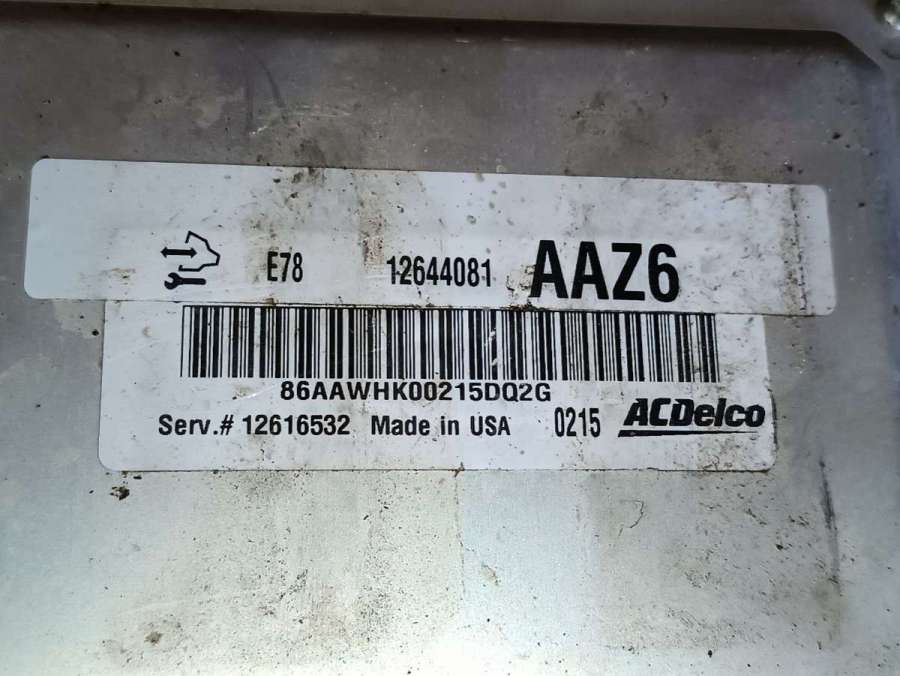 E78 12644081 AAZ6
86AAWHK00215DQ2G
Serv.# 12616532 Made in USA 0215 ACDelco